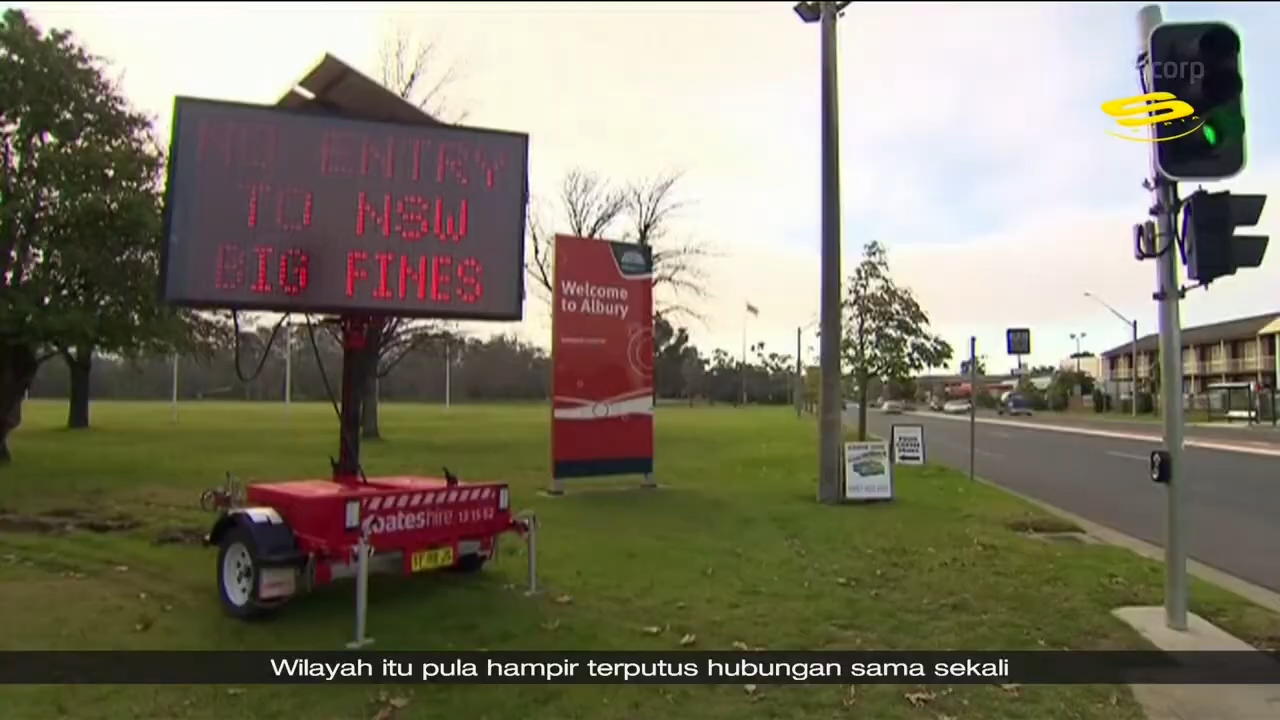 NO ENTRY
TO NSW
BIG FINES
Welcome
to Albury
coateshire 13 15 52
corp
Wilayah itu pula hampir terputus hubungan sama sekali